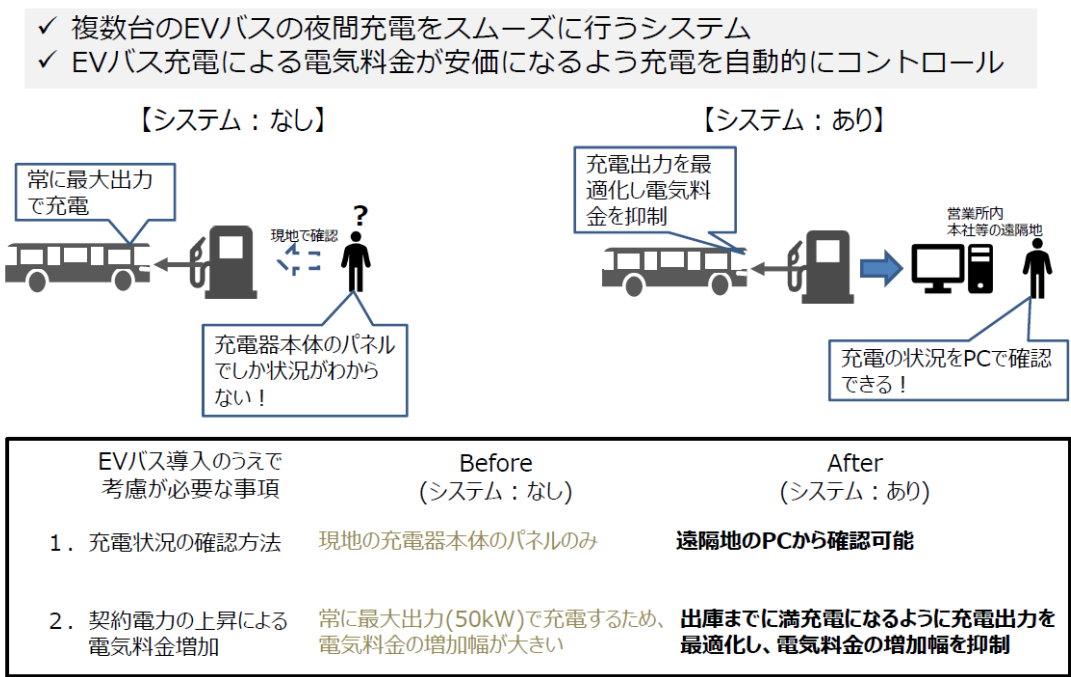 ✓ 複数台のEVバスの夜間充電をスムーズに行うシステム
✓ EVバス充電による電気料金が安価になるよう充電を自動的にコントロール
【システム：なし】
常に最大出力
で充電
?
現地で確認
充電器本体のパネル
でしか状況がわから
ない！
【システム：あり】
充電出力を最
適化し電気料
金を抑制
営業所内
本社等の遠隔地
充電の状況をPCで確認
できる！
EVバス導入のうえで
考慮が必要な事項
Before
(システム：なし)
After
(システム：あり)
1．充電状況の確認方法
現地の充電器本体のパネルのみ
遠隔地のPCから確認可能
2．契約電力の上昇による
電気料金増加
常に最大出力(50kW)で充電するため、
電気料金の増加幅が大きい
出庫までに満充電になるように充電出力を
最適化し、電気料金の増加幅を抑制